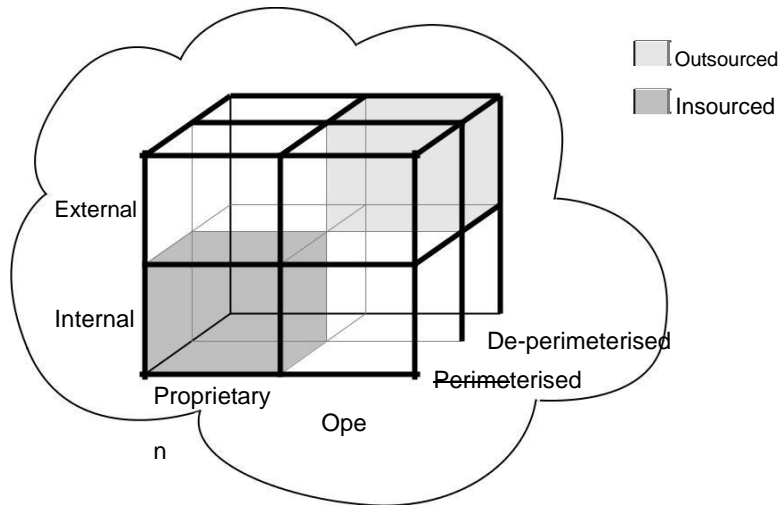 Outsourced
Insourced
External
Internal
De-perimeterised
Perimeterised
Proprietary
Ope
n